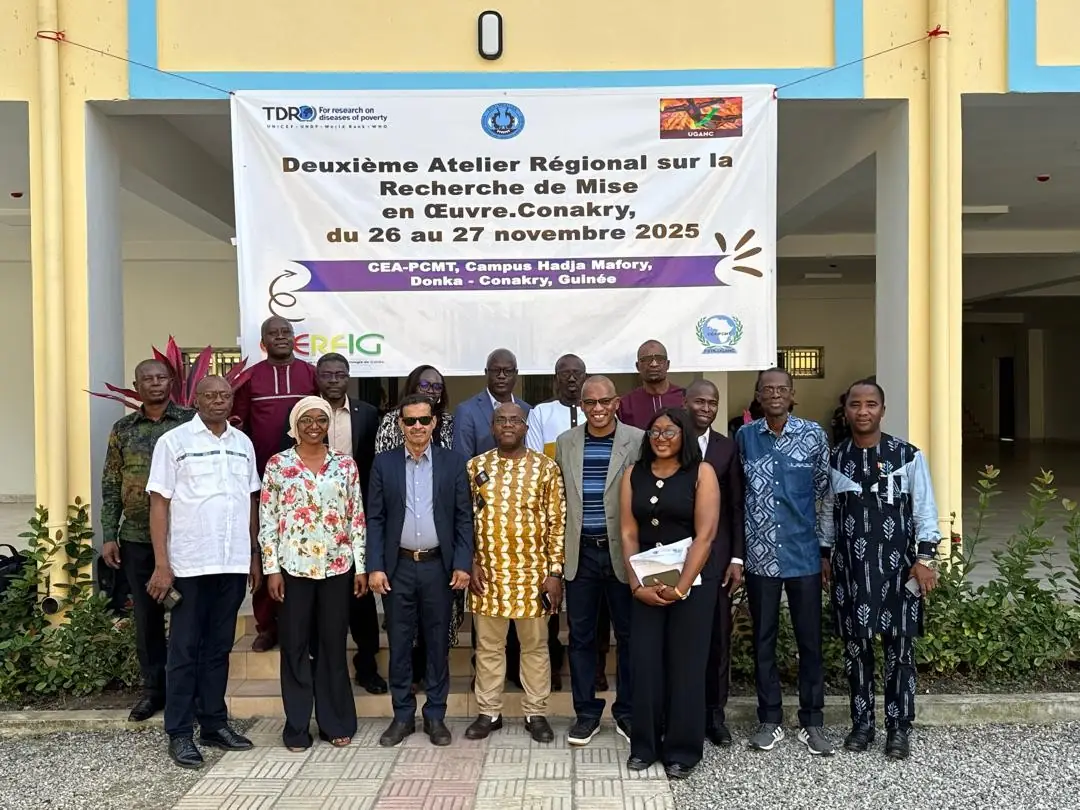 TDR For research on
diseases of poverty
UNICEF • UNDP • World Bank • WHO
UGANC
Deuxième Atelier Régional sur la
Recherche de Mise
en Œuvre.Conakry,
du 26 au 27 novembre 2025
CEA-PCMT, Campus Hadja Mafory,
Donka - Conakry, Guinée
ERFIG